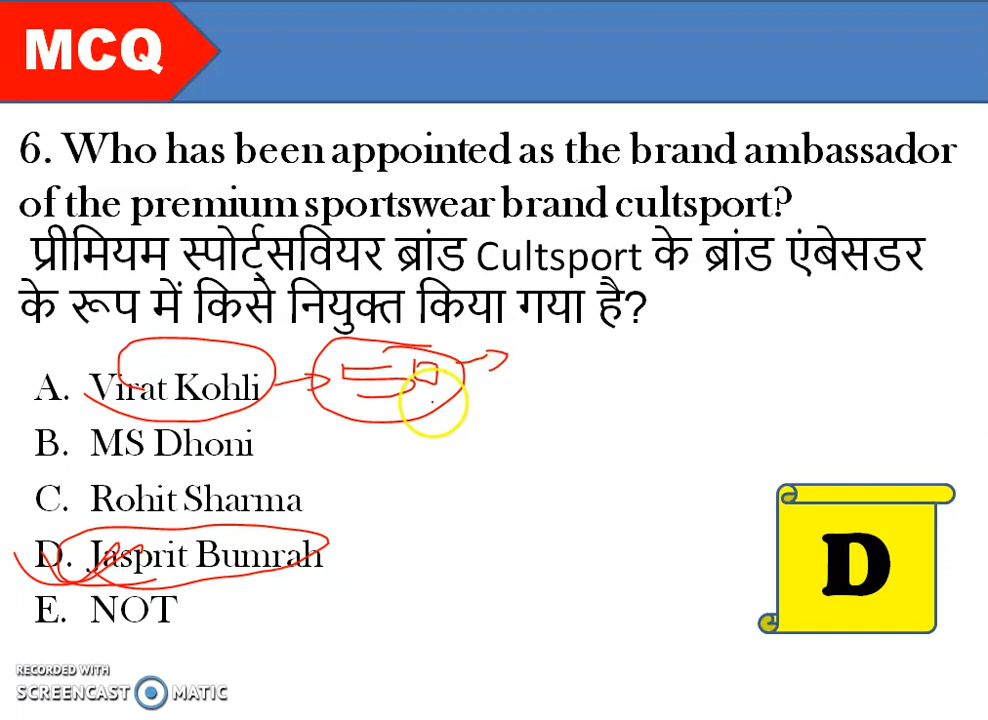 MCQ
6. Who has been appointed as the brand ambassador
of the premium sportswear brand cultsport?
प्रीमियम स्पोर्ट्सवियर ब्रांड Cultsport के ब्रांड एंबेसडर
के रूप में किसे नियुक्त किया गया है?
A. Virat Kohli
B. MS Dhoni
C. Rohit Sharma
D. Jasprit Bumrah
E. NOT
D
RECORDED WITH
SCREENCAST MATIC